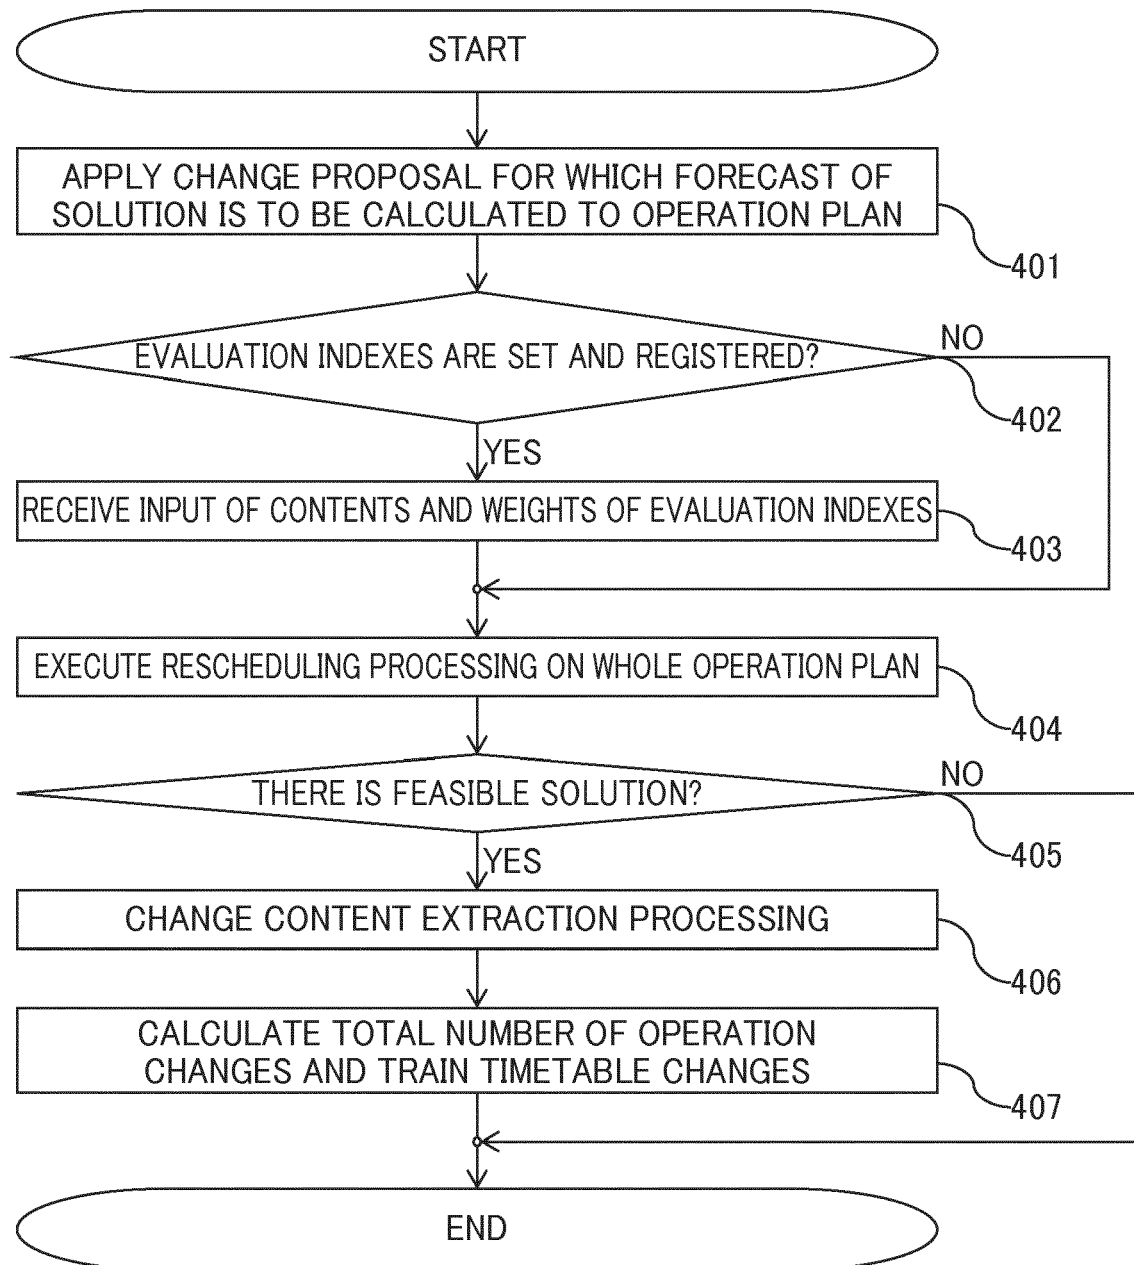 START
APPLY CHANGE PROPOSAL FOR WHICH FORECAST OF
SOLUTION IS TO BE CALCULATED TO OPERATION PLAN
401
EVALUATION INDEXES ARE SET AND REGISTERED?
NO
402
YES
RECEIVE INPUT OF CONTENTS AND WEIGHTS OF EVALUATION INDEXES
403
EXECUTE RESCHEDULING PROCESSING ON WHOLE OPERATION PLAN
404
THERE IS FEASIBLE SOLUTION?
NO
405
YES
CHANGE CONTENT EXTRACTION PROCESSING
406
CALCULATE TOTAL NUMBER OF OPERATION
CHANGES AND TRAIN TIMETABLE CHANGES
407
END